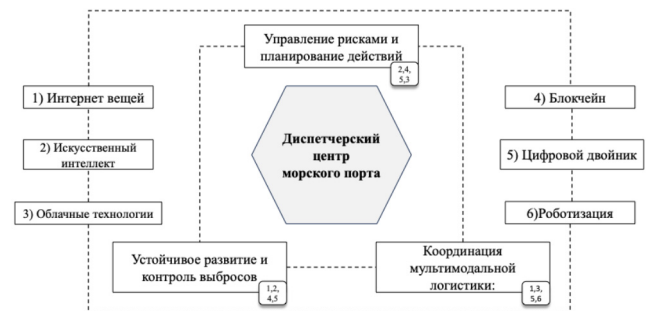 Управление рисками и
планирование действий
2,4,
5,3
1) Интернет вещей
2) Искусственный
интеллект
3) Облачные технологии
Диспетчерский
центр
морского порта
4) Блокчейн
5) Цифровой двойник
6)Роботизация
Устойчивое развитие и
контроль выбросов
1,2,
4,5
Координация
мультимодальной
логистики:
1,3,
5,6